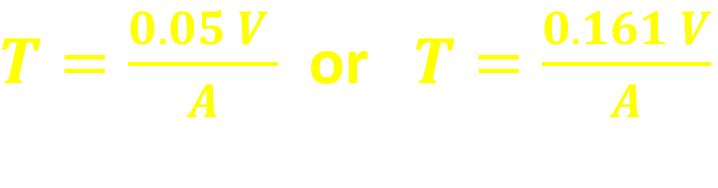 T = 0.05 V / A or T = 0.161 V / A